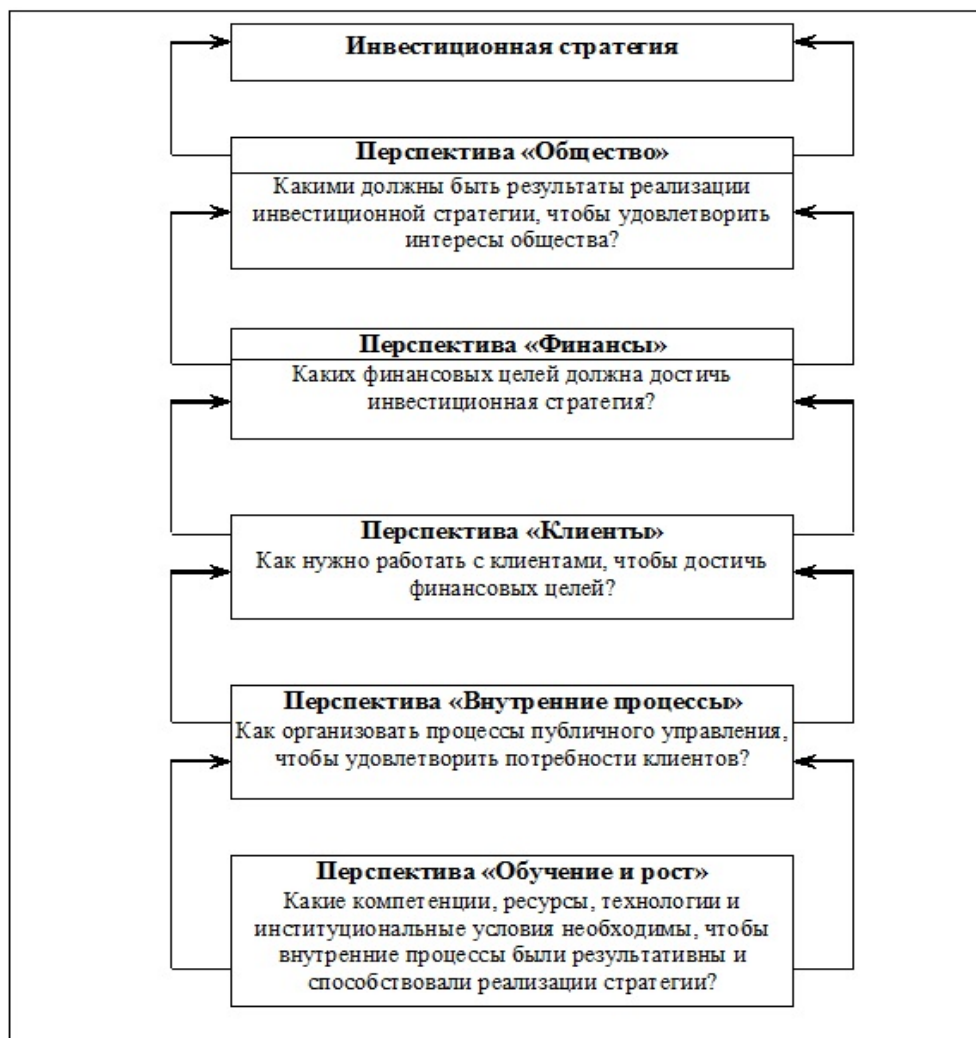 Инвестиционная стратегия
Перспектива «Общество»
Какими должны быть результаты реализации
инвестиционной стратегии, чтобы удовлетворить
интересы общества?
Перспектива «Финансы»
Каких финансовых целей должна достичь
инвестиционная стратегия?
Перспектива «Клиенты»
Как нужно работать с клиентами, чтобы достичь
финансовых целей?
Перспектива «Внутренние процессы»
Как организовать процессы публичного управления,
чтобы удовлетворить потребности клиентов?
Перспектива «Обучение и рост»
Какие компетенции, ресурсы, технологии и
институциональные условия необходимы, чтобы
внутренние процессы были результативны и
способствовали реализации стратегии?